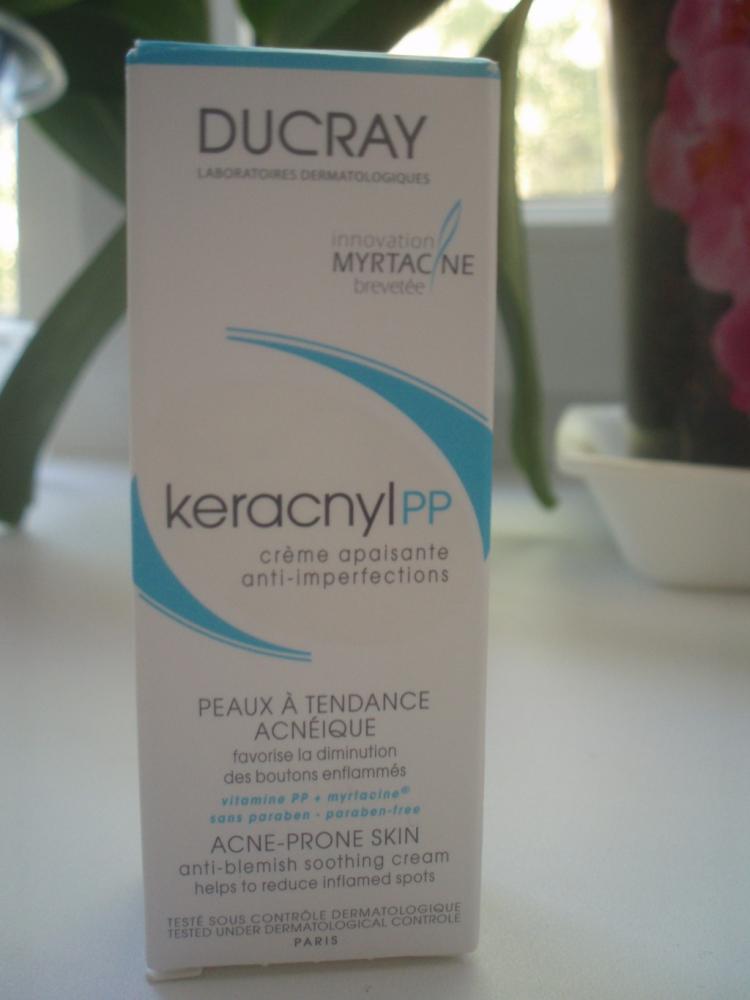 DUCRAY
LABORATOIRES DERMATOLOGIQUES
innovation
MYRTACINE
brevetée
keracnyl PP
crème apaisante
anti-imperfections
PEAUX À TENDANCE
ACNÉIQUE
favorise la diminution
des boutons enflammés
vitamine PP + myrtacine®
sans paraben - paraben-free
ACNE-PRONE SKIN
anti-blemish soothing cream
helps to reduce inflamed spots
TESTÉ SOUS CONTRÔLE DERMATOLOGIQUE
TESTED UNDER DERMATOLOGICAL CONTROLE
PARIS